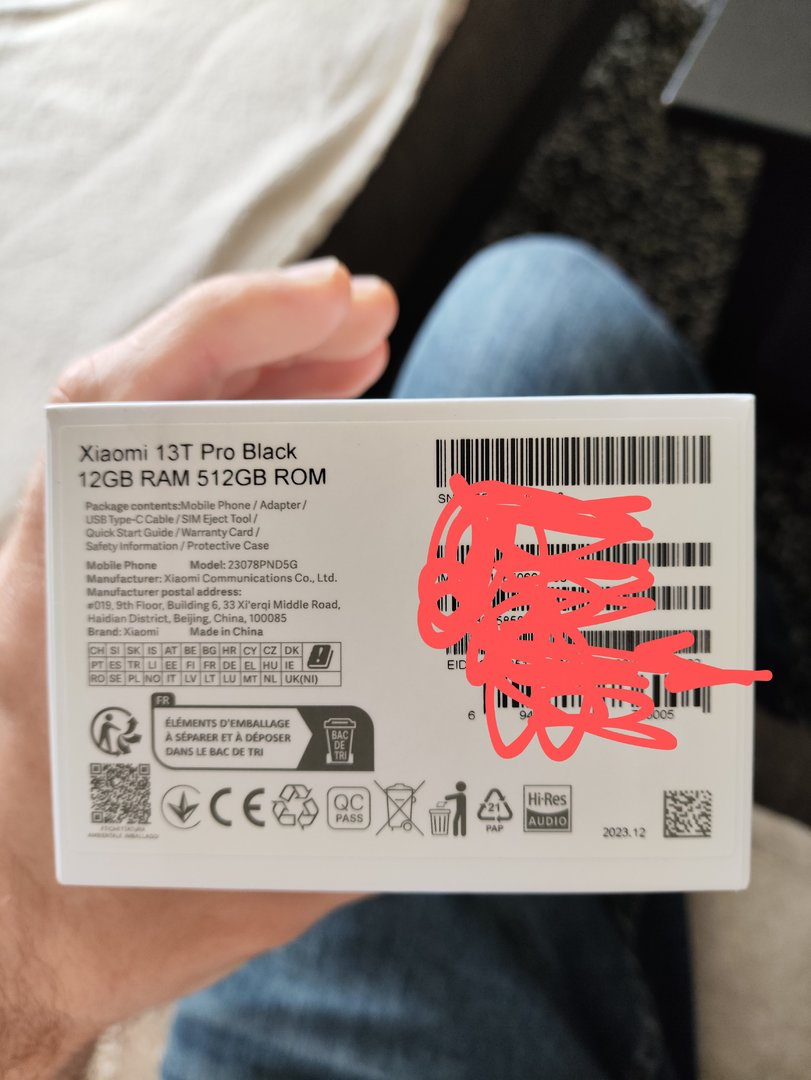 Xiaomi 13T Pro Black
12GB RAM 512GB ROM
Package contents:Mobile Phone / Adapter /
USB Type-C Cable / SIM Eject Tool /
Quick Start Guide / Warranty Card /
Safety Information / Protective Case
Mobile Phone Model: 23078PND5G
Manufacturer: Xiaomi Communications Co., Ltd.
Manufacturer postal address:
#019, 9th Floor, Building 6, 33 Xi'erqi Middle Road,
Haidian District, Beijing, China, 100085
Brand: Xiaomi Made in China
CH SI SK IS AT BE BG HR CY CZ DK
PT ES TR LI EE FI FR DE EL HU IE
RO SE PL NO IT LV LT LU MT NL UK(NI)
FR
ÉLÉMENTS D'EMBALLAGE
À SÉPARER ET À DÉPOSER
DANS LE BAC DE TRI
BAC
DE
TRI
ETICHETTATURA
AMBIENTALE IMBALLAGGI
CE
QC
PASS
21
PAP
Hi-Res
AUDIO
2023.12
SN
EID